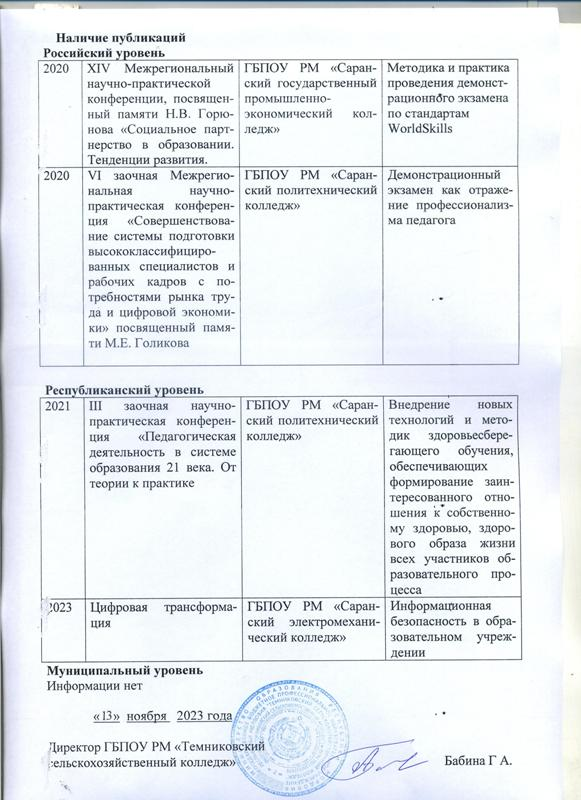 Наличие публикаций
Российский уровень
2020
XIV Межрегиональный
научно-практической
конференции, посвящен-
ный памяти Н.В. Горю-
нова «Социальное парт-
нерство в образовании.
Тенденции развития.
ГБПОУ РМ «Саран-
ский государственный
промышленно-
экономический кол-
ледж»
Методика и практика
проведения демонст-
рационного экзамена
по стандартам
WorldSkills
2020
VI заочная Межрегио-
нальная научно-
практическая конферен-
ция «Совершенствова-
ние системы подготовки
высококлассифициро-
ванных специалистов и
рабочих кадров с по-
требностями рынка тру-
да и цифровой экономи-
ки» посвященный памя-
ти М.Е. Голикова
ГБПОУ РМ «Саран-
ский политехнический
колледж»
Демонстрационный
экзамен как отраже-
ние профессионализ-
ма педагога
Республиканский уровень
2021
III заочная научно-
практическая конферен-
ция «Педагогическая
деятельность в системе
образования 21 века. От
теории к практике
ГБПОУ РМ «Саран-
ский политехнический
колледж»
Внедрение новых
технологий и мето-
дик здоровьесбере-
гающего обучения,
обеспечивающих
формирование заин-
тересованного отно-
шения к собственно-
му здоровью, здоро-
вого образа жизни
всех участников об-
разовательного про-
цесса
2023
Цифровая трансформа-
ция
ГБПОУ РМ «Саран-
ский электромехани-
ческий колледж»
Информационная
безопасность в обра-
зовательном учреж-
дении
Муниципальный уровень
Информации нет
«13» ноября 2023 года
Директор ГБПОУ РМ «Темниковский
сельскохозяйственный колледж»
Бабина Г А.